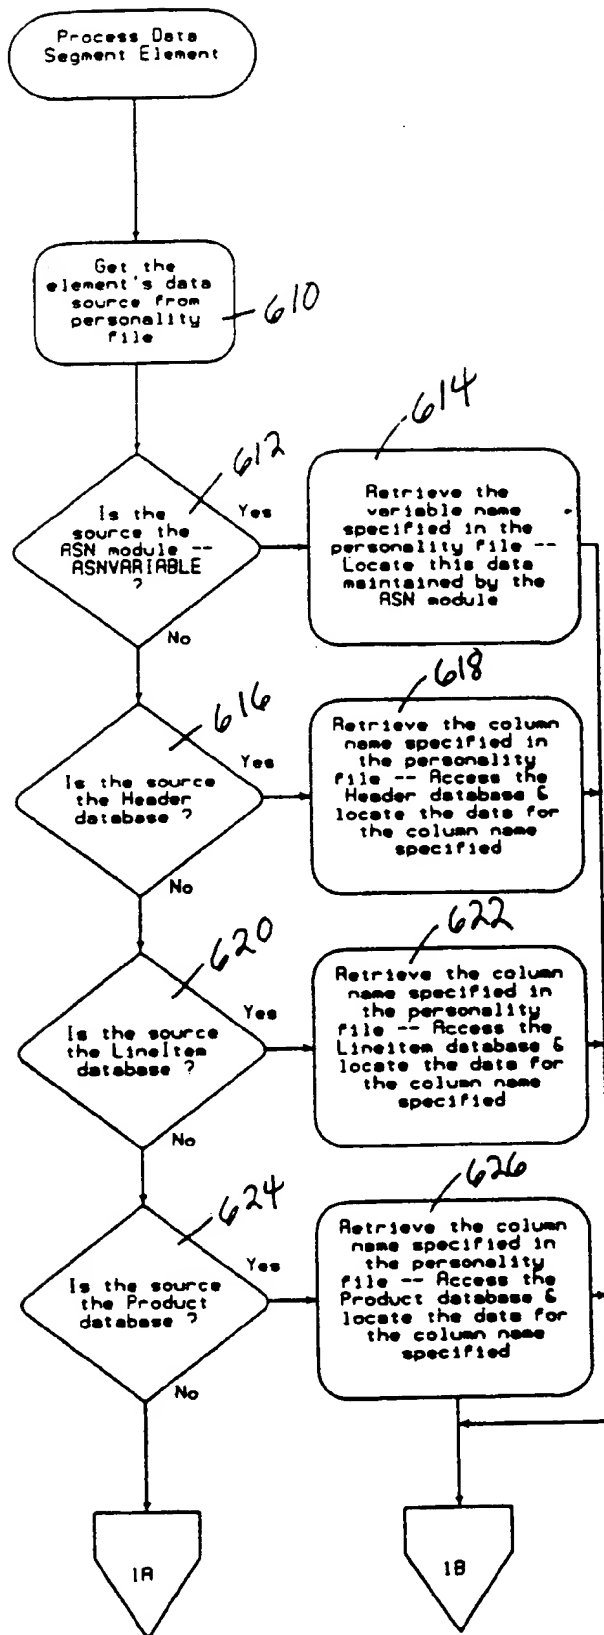 Process Data
Segment Element
Get the
element's data
source from
personality
file
610
612
Is the
source the
ASN module --
ASNVARIABLE
?
Yes
No
614
Retrieve the
variable name
specified in the
personality file --
Locate this data
maintained by the
ASN module
616
Is the source
the Header
database ?
Yes
No
618
Retrieve the column
name specified in
the personality
file -- Access the
Header database &
locate the data for
the column name
specified
620
Is the source
the LineItem
database ?
Yes
No
622
Retrieve the column
name specified in
the personality
file -- Access the
Lineitem database &
locate the data for
the column name
specified
624
Is the source
the Product
database ?
Yes
No
626
Retrieve the column
name specified in
the personality
file -- Access the
Product database &
locate the data for
the column name
specified
1A
1B